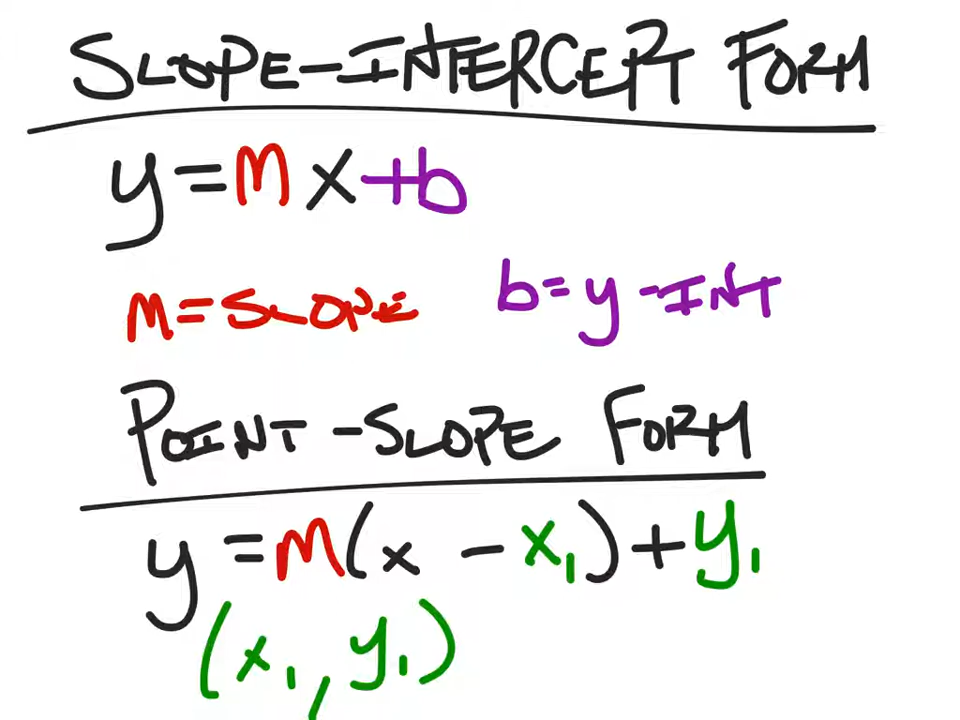 SLOPE-INTERCEPT FORM
y=mx+b
m=SLOPE b=y-INT
POINT-SLOPE FORM
y=m(x-x₁)+y₁
(x₁,y₁)